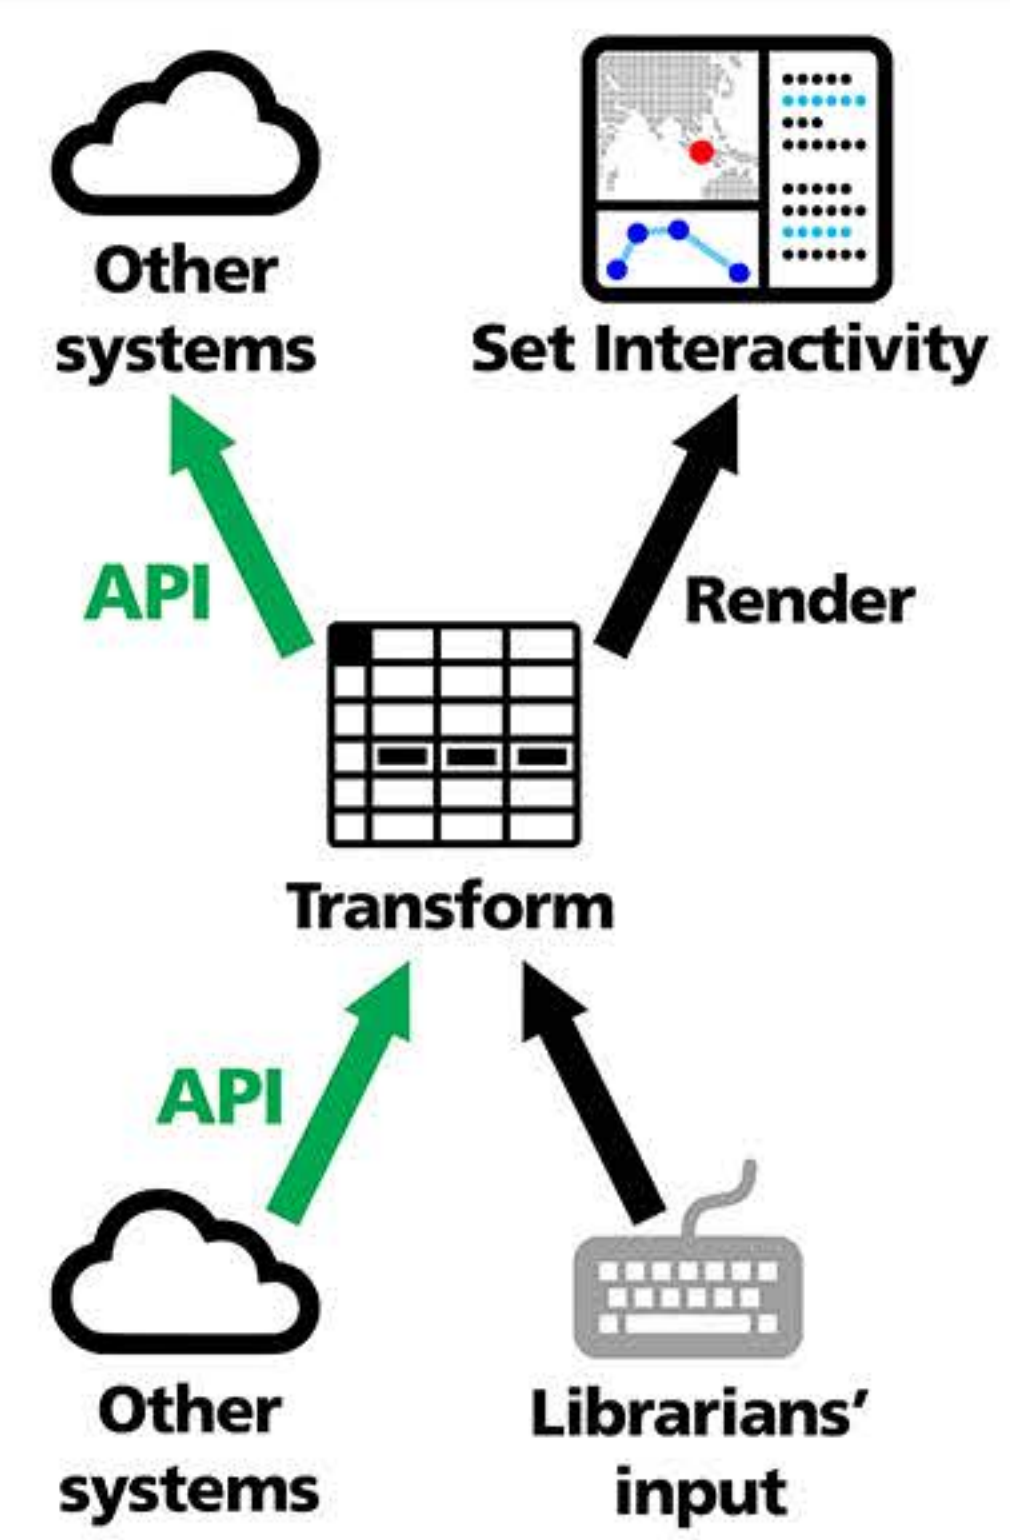 Other
systems
Set Interactivity
API
Render
Transform
API
Other
systems
Librarians’
input